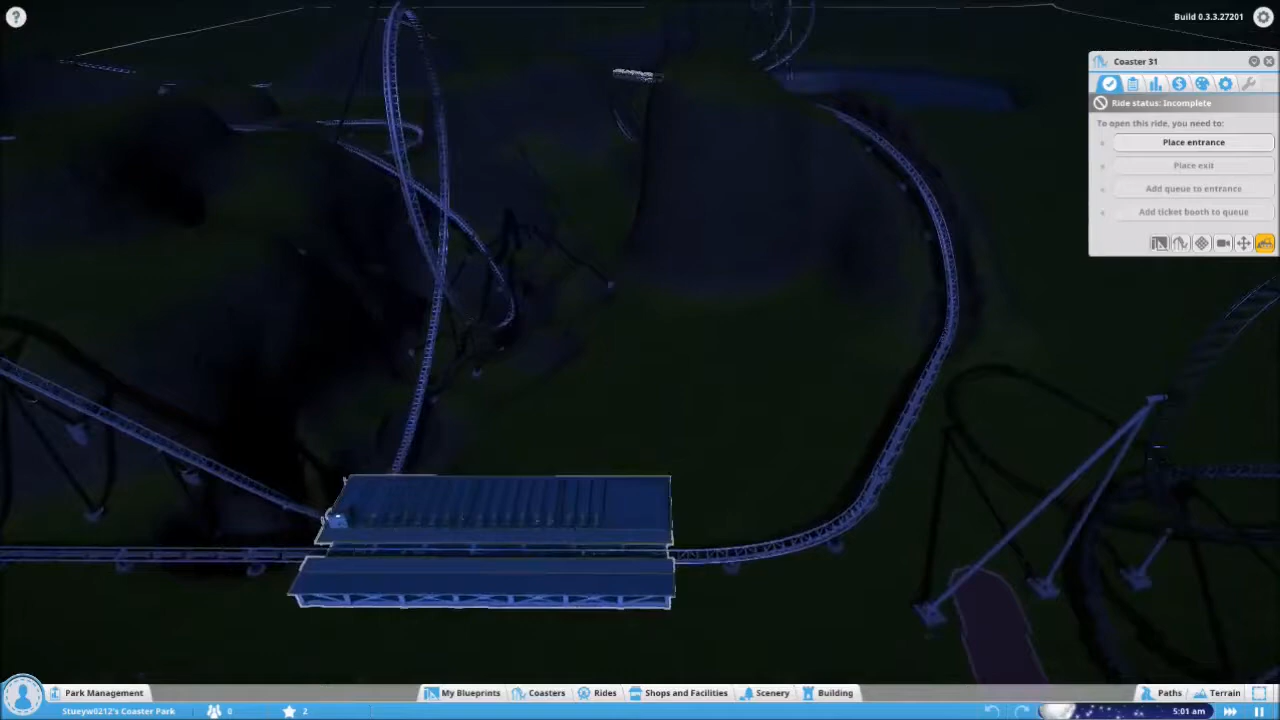 ?
Build 0.3.3.27201
Coaster 31
Ride status: Incomplete
To open this ride, you need to:
Place entrance
Place exit
Add queue to entrance
Add ticket booth to queue
Park Management
My Blueprints
Coasters
Rides
Shops and Facilities
Scenery
Building
Paths
Terrain
Stueyw0212's Coaster Park
0
2
5:01 am